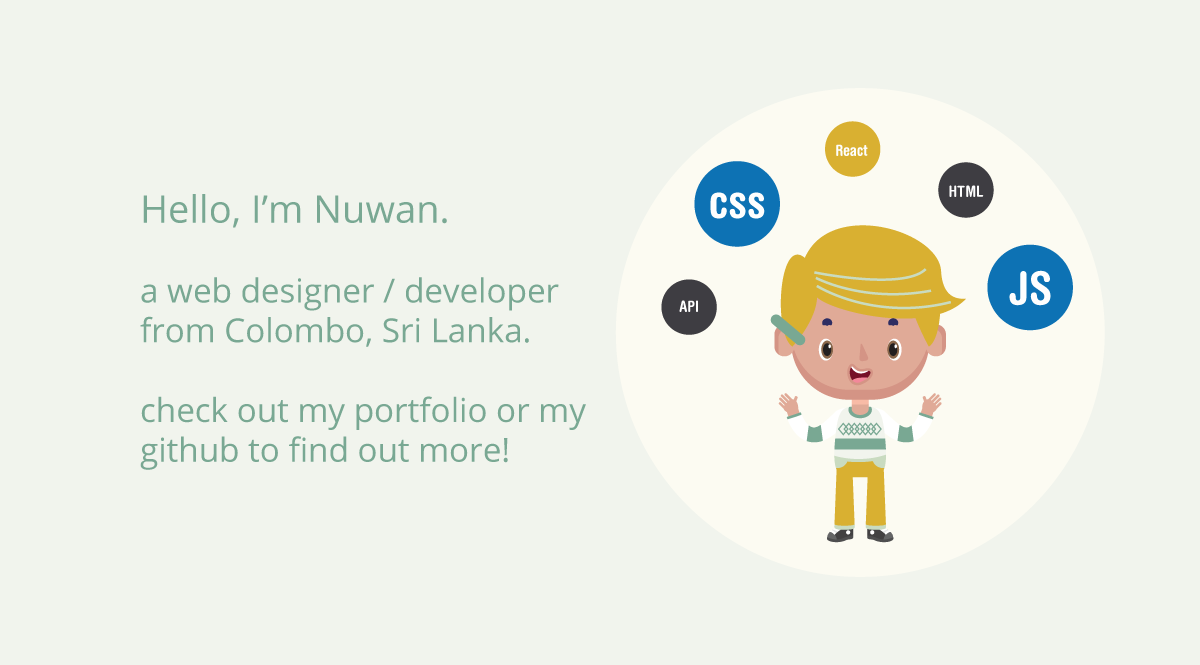 Hello, I'm Nuwan.
a web designer / developer
from Colombo, Sri Lanka.
check out my portfolio or my
github to find out more!
React
CSS
HTML
JS
API